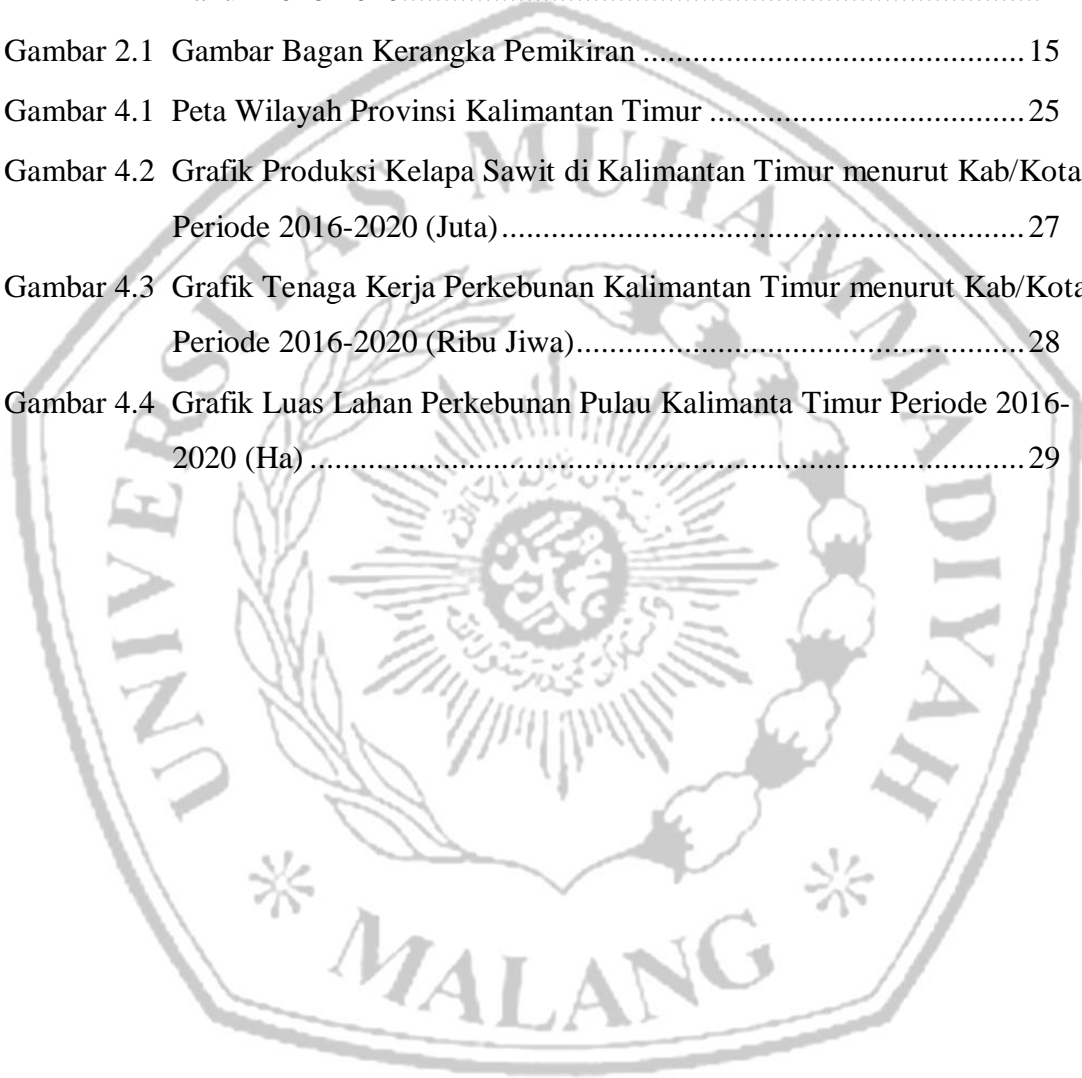 Gambar 2.1 Gambar Bagan Kerangka Pemikiran .............................................. 15
Gambar 4.1 Peta Wilayah Provinsi Kalimantan Timur ...................................... 25
Gambar 4.2 Grafik Produksi Kelapa Sawit di Kalimantan Timur menurut Kab/Kota
Periode 2016-2020 (Juta)............................................................... 27
Gambar 4.3 Grafik Tenaga Kerja Perkebunan Kalimantan Timur menurut Kab/Kota
Periode 2016-2020 (Ribu Jiwa)...................................................... 28
Gambar 4.4 Grafik Luas Lahan Perkebunan Pulau Kalimanta Timur Periode 2016-
2020 (Ha) ...................................................................................... 29
UNIVERSITAS MUHAMMADIYAH
MALANG